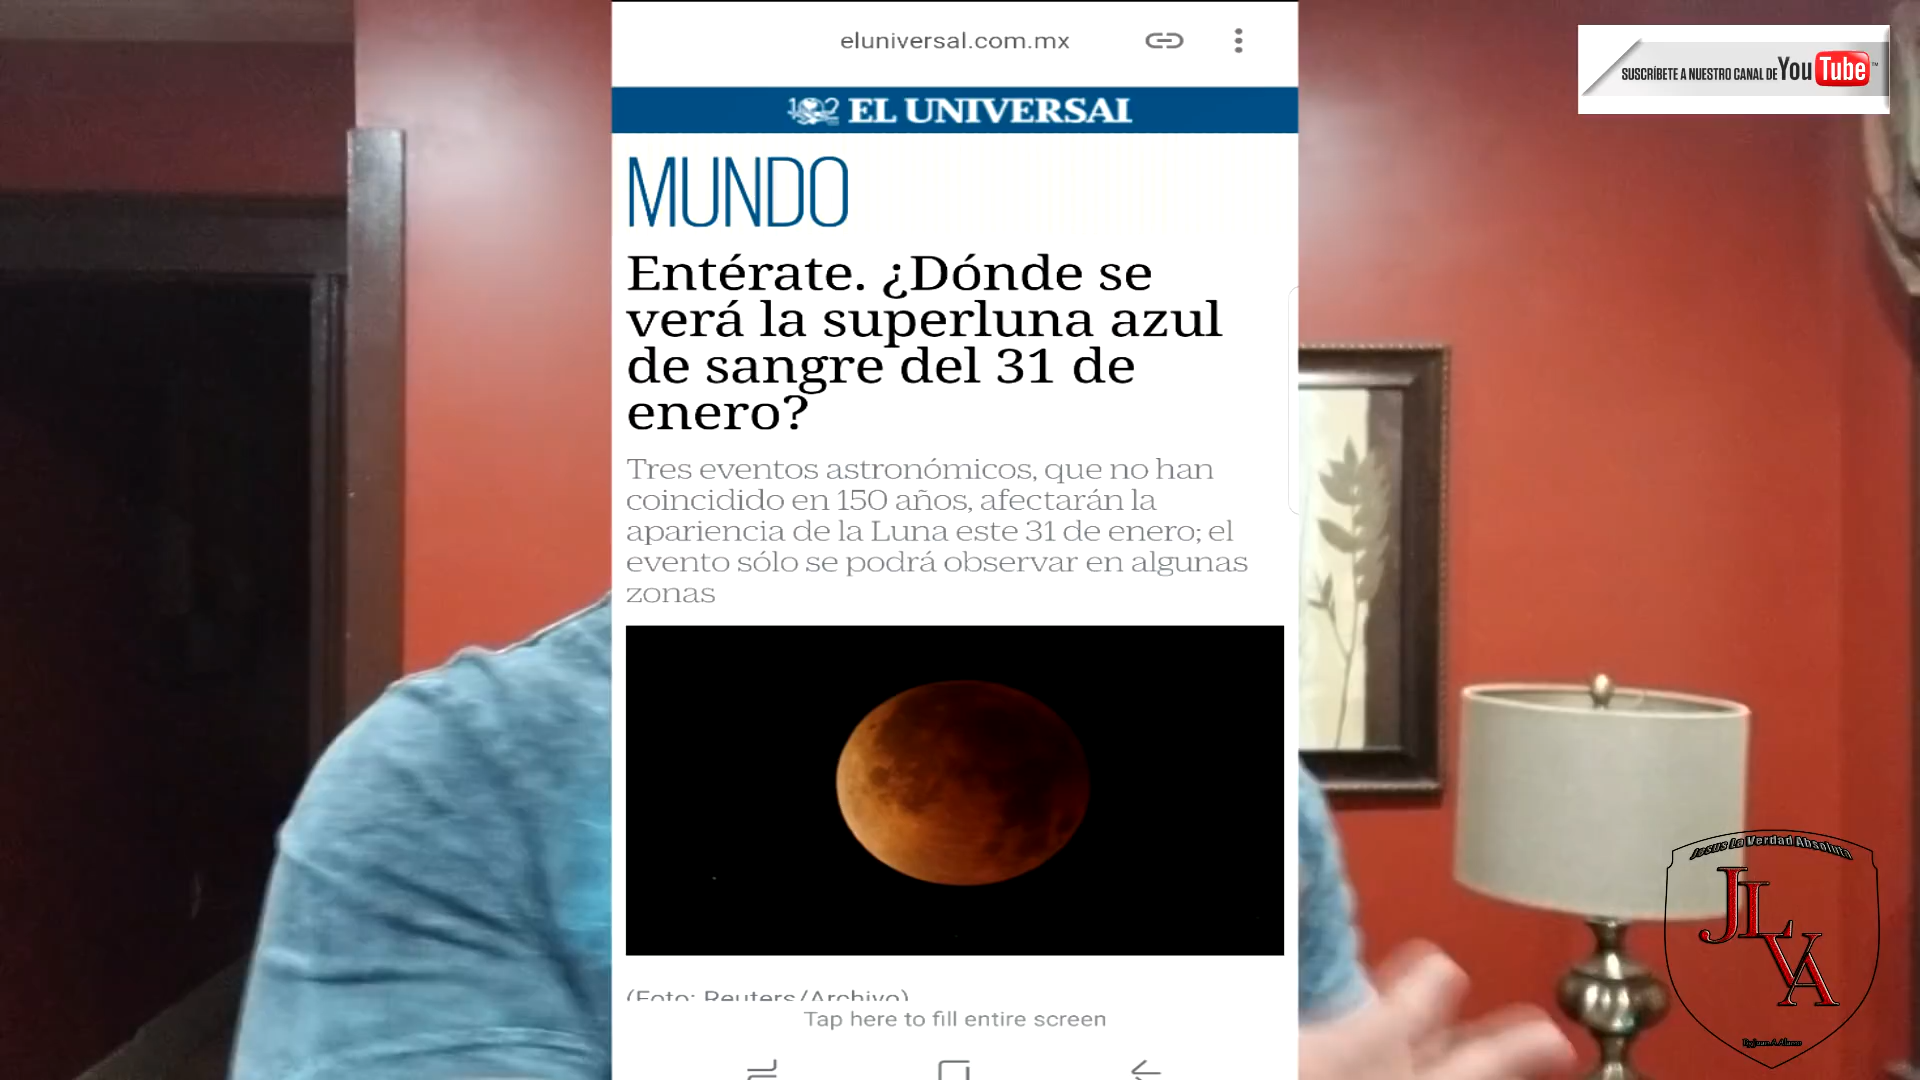 eluniversal.com.mx
SUSCRÍBETE A NUESTRO CANAL DE YouTube
102 EL UNIVERSAL
MUNDO
Entérate. ¿Dónde se
verá la superluna azul
de sangre del 31 de
enero?
Tres eventos astronómicos, que no han
coincidido en 150 años, afectarán la
apariencia de la Luna este 31 de enero; el
evento sólo se podrá observar en algunas
zonas
(Foto: Reuters/Archivo)
Tap here to fill entire screen
Jesus La Verdad Absoluta
JLVA